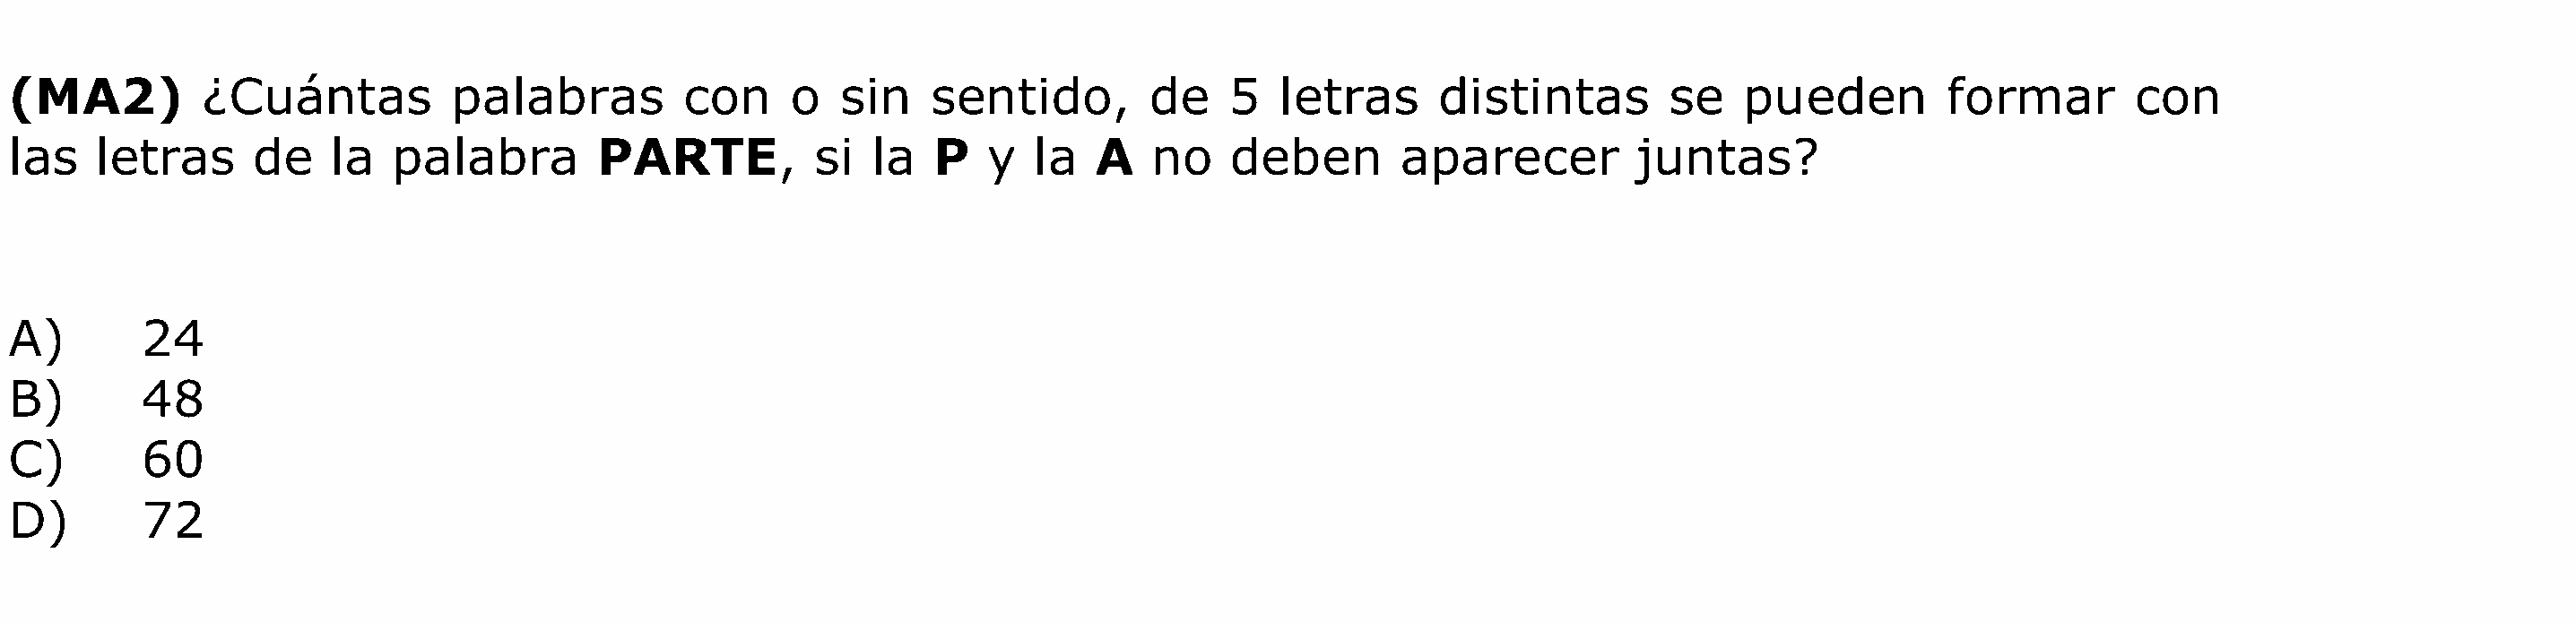 (MA2) ¿Cuántas palabras con o sin sentido, de 5 letras distintas se pueden formar con
las letras de la palabra PARTE, si la P y la A no deben aparecer juntas?
A) 24
B) 48
C) 60
D) 72